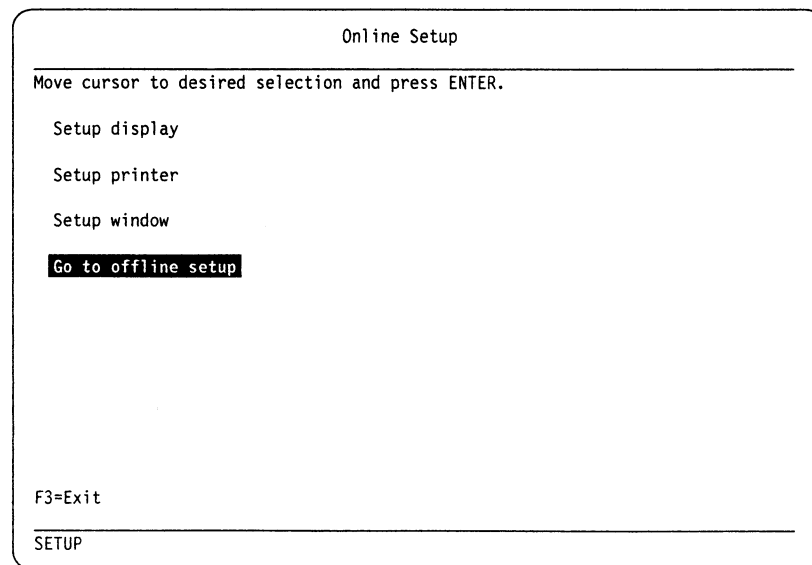 Online Setup
Move cursor to desired selection and press ENTER.
Setup display
Setup printer
Setup window
Go to offline setup
F3=Exit
SETUP